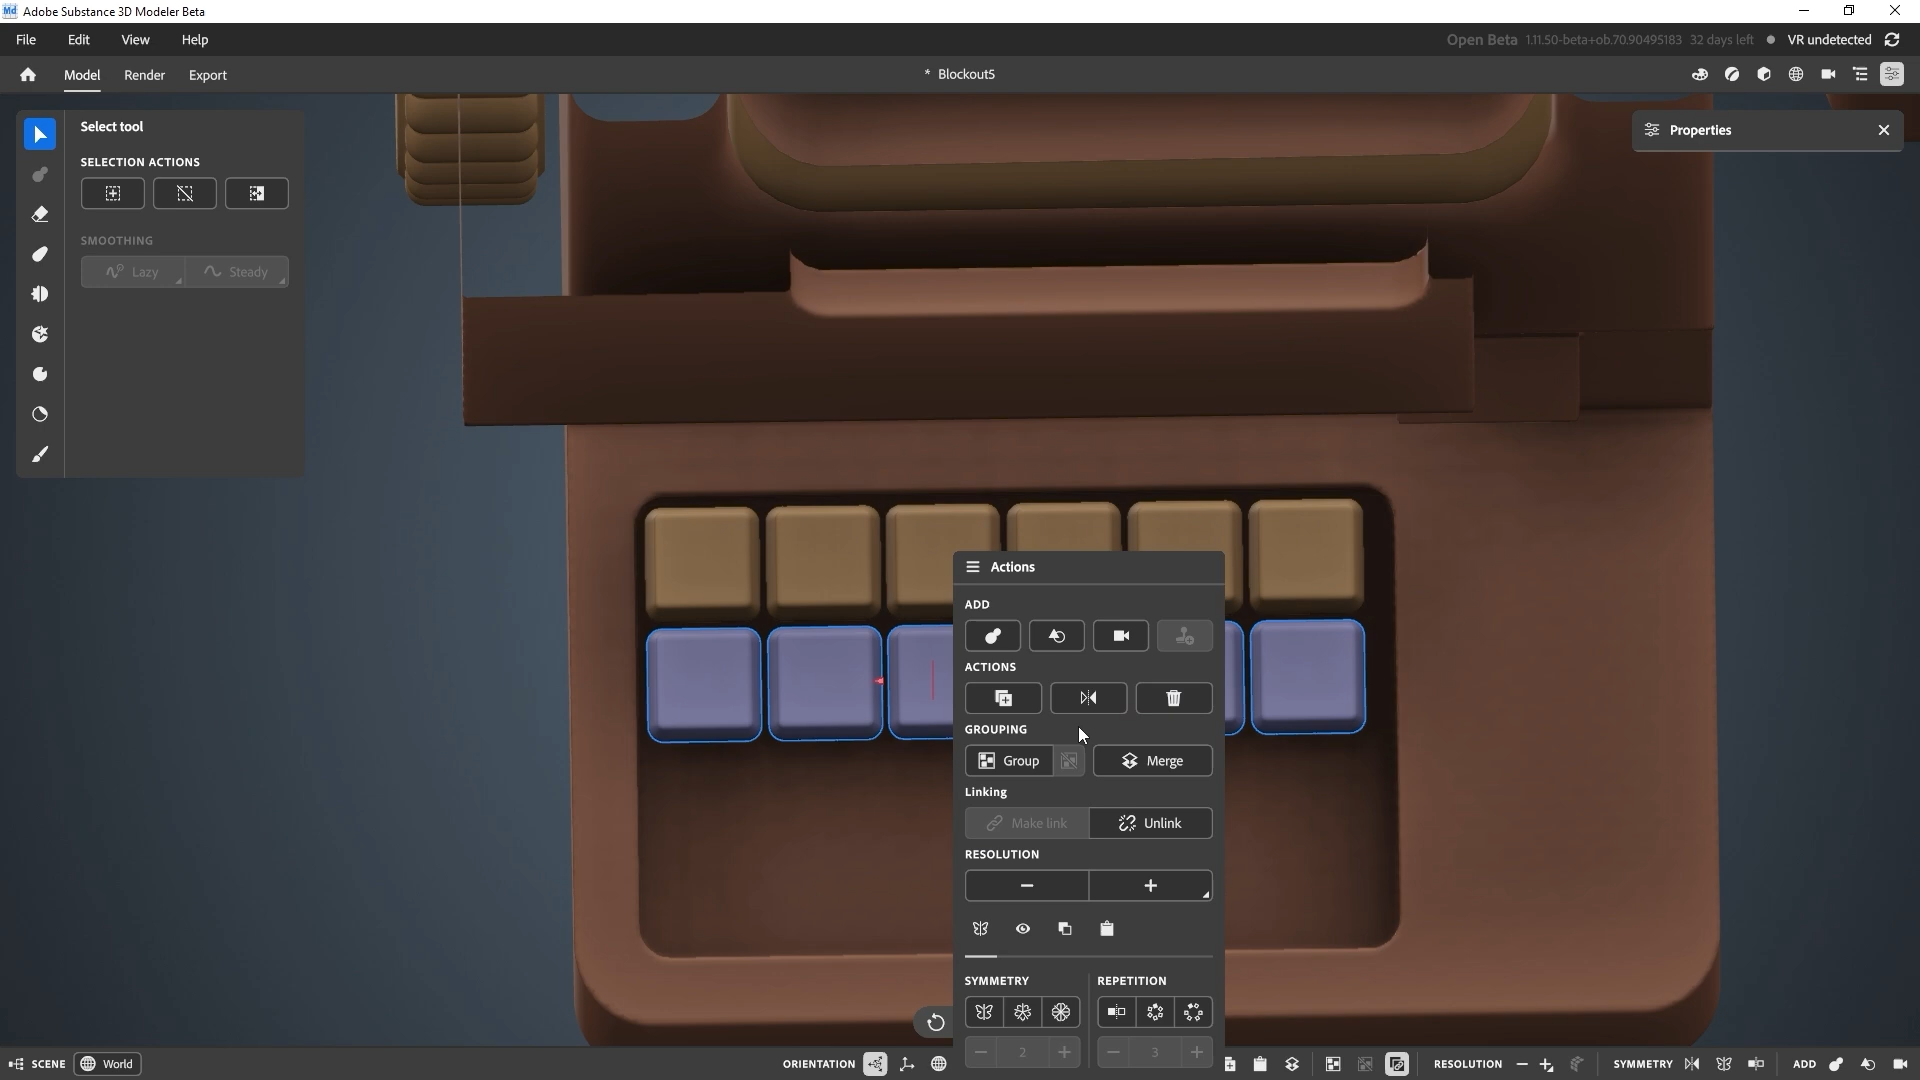 Md Adobe Substance 3D Modeler Beta
File Edit View Help
Open Beta 1.11.50-beta+ob.70.90495183 32 days left VR undetected
Model Render Export
* Blockout5
Select tool
SELECTION ACTIONS
SMOOTHING
Lazy Steady
Properties
Actions
ADD
ACTIONS
GROUPING
Group Merge
Linking
Make link Unlink
RESOLUTION
− +
SYMMETRY REPETITION
− 2 + − 3 +
SCENE World ORIENTATION RESOLUTION − + SYMMETRY ADD